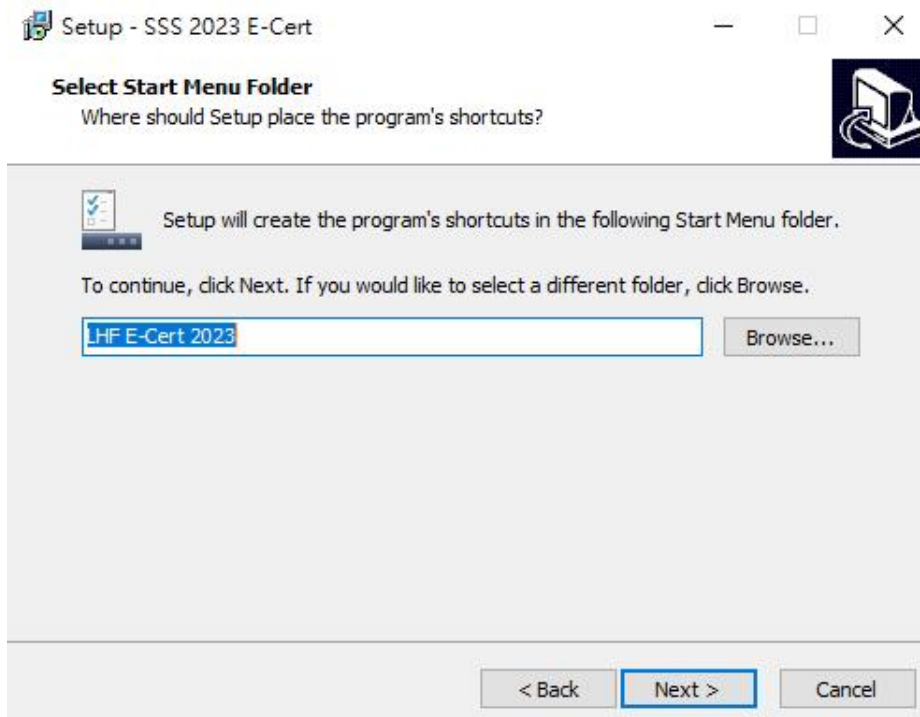 Setup - SSS 2023 E-Cert
Select Start Menu Folder
Where should Setup place the program's shortcuts?
Setup will create the program's shortcuts in the following Start Menu folder.
To continue, click Next. If you would like to select a different folder, click Browse.
LHF E-Cert 2023
Browse...
< Back
Next >
Cancel